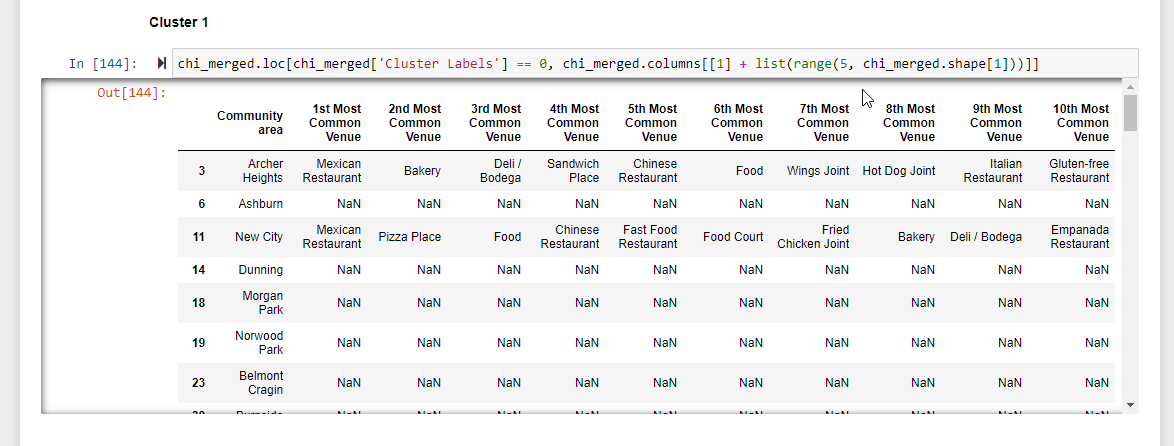 Cluster 1
In [144]: chi_merged.loc[chi_merged['Cluster Labels'] == 0, chi_merged.columns[[1] + list(range(5, chi_merged.shape[1]))]]
Out[144]:
Community area 1st Most Common Venue 2nd Most Common Venue 3rd Most Common Venue 4th Most Common Venue 5th Most Common Venue 6th Most Common Venue 7th Most Common Venue 8th Most Common Venue 9th Most Common Venue 10th Most Common Venue
3 Archer Heights Mexican Restaurant Bakery Deli / Bodega Sandwich Place Chinese Restaurant Food Wings Joint Hot Dog Joint Italian Restaurant Gluten-free Restaurant
6 Ashburn NaN NaN NaN NaN NaN NaN NaN NaN NaN NaN
11 New City Mexican Restaurant Pizza Place Food Chinese Restaurant Fast Food Restaurant Food Court Fried Chicken Joint Bakery Deli / Bodega Empanada Restaurant
14 Dunning NaN NaN NaN NaN NaN NaN NaN NaN NaN NaN
18 Morgan Park NaN NaN NaN NaN NaN NaN NaN NaN NaN NaN
19 Norwood Park NaN NaN NaN NaN NaN NaN NaN NaN NaN NaN
23 Belmont Cragin NaN NaN NaN NaN NaN NaN NaN NaN NaN NaN